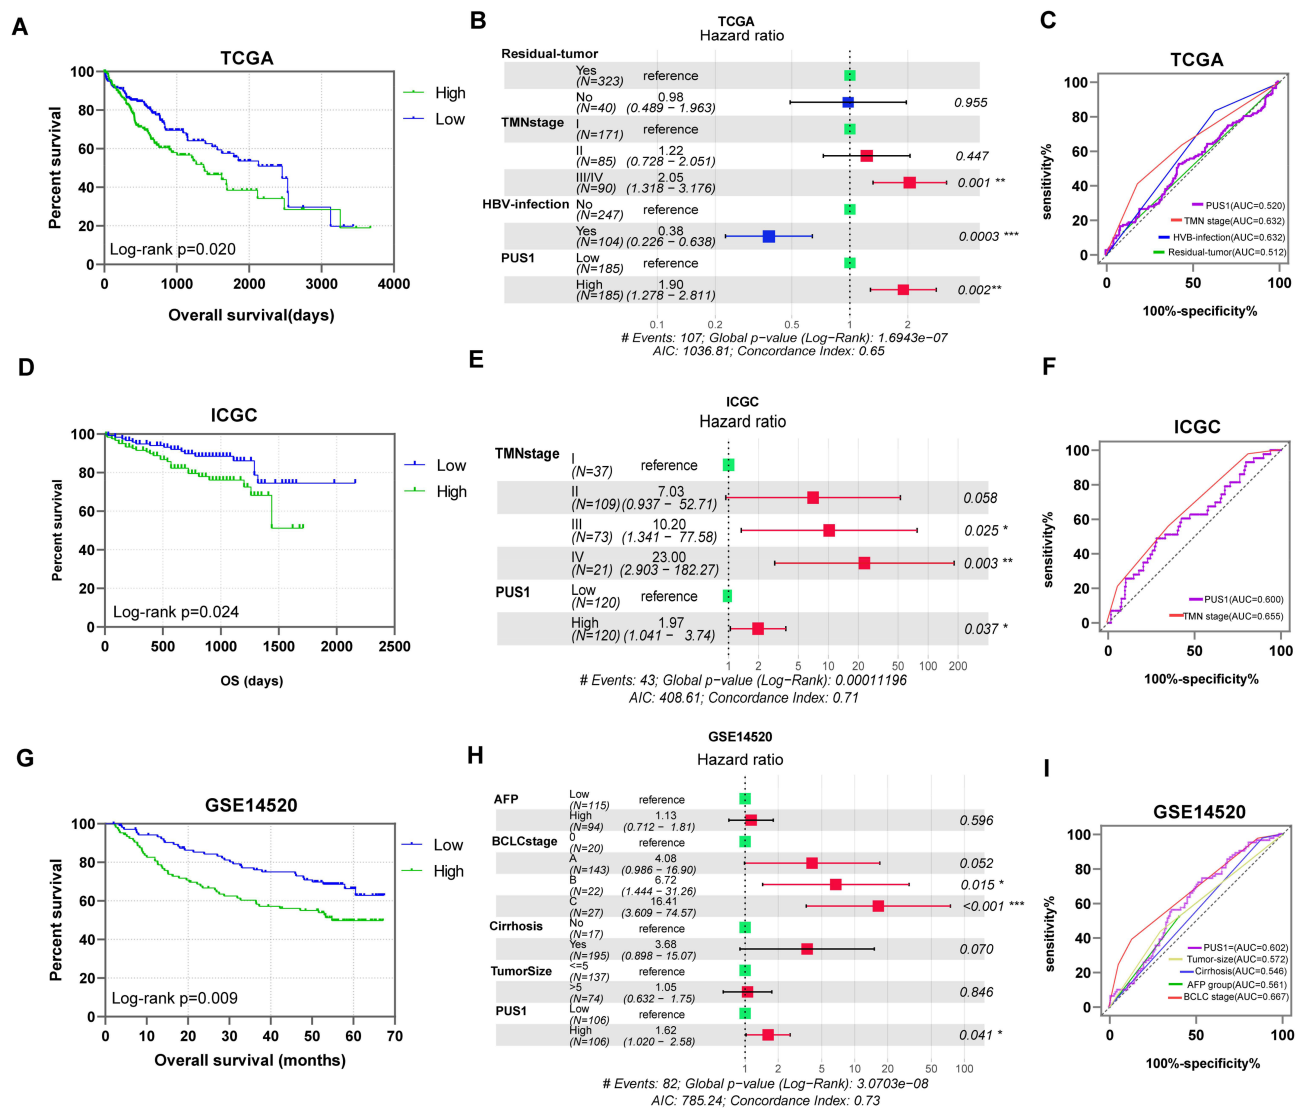 A
TCGA
Percent survival
100
80
60
40
20
0
0 1000 2000 3000 4000
Overall survival(days)
Log-rank p=0.020
High
Low
B
TCGA
Hazard ratio
Residual-tumor
Yes
(N=323) reference
No
(N=40) 0.98
(0.489 − 1.963) 0.955
TMNstage
I
(N=171) reference
II
(N=85) 1.22
(0.728 − 2.051) 0.447
III/IV
(N=90) 2.05
(1.318 − 3.176) 0.001 **
HBV-infection
No
(N=247) reference
Yes
(N=104) 0.38
(0.226 − 0.638) 0.0003 ***
PUS1
Low
(N=185) reference
High
(N=185) 1.90
(1.278 − 2.811) 0.002**
0.1 0.2 0.5 1 2
# Events: 107; Global p−value (Log−Rank): 1.6943e−07
AIC: 1036.81; Concordance Index: 0.65
C
TCGA
sensitivity%
100
80
60
40
20
0
0 50 100
100%-specificity%
PUS1(AUC=0.520)
TMN stage(AUC=0.632)
HVB-infection(AUC=0.632)
Residual-tumor(AUC=0.512)
D
ICGC
Percent survival
100
80
60
40
20
0
0 500 1000 1500 2000 2500
OS (days)
Log-rank p=0.024
Low
High
E
ICGC
Hazard ratio
TMNstage
I
(N=37) reference
II
(N=109) 7.03
(0.937 − 52.71) 0.058
III
(N=73) 10.20
(1.341 − 77.58) 0.025 *
IV
(N=21) 23.00
(2.903 − 182.27) 0.003 **
PUS1
Low
(N=120) reference
High
(N=120) 1.97
(1.041 − 3.74) 0.037 *
1 2 5 10 20 50 100 200
# Events: 43; Global p−value (Log−Rank): 0.00011196
AIC: 408.61; Concordance Index: 0.71
F
ICGC
sensitivity%
100
80
60
40
20
0
0 50 100
100%-specificity%
PUS1(AUC=0.600)
TMN stage(AUC=0.655)
G
GSE14520
Percent survival
100
80
60
40
20
0
0 10 20 30 40 50 60 70
Overall survival (months)
Log-rank p=0.009
Low
High
H
GSE14520
Hazard ratio
AFP
Low
(N=115) reference
High
(N=94) 1.13
(0.712 − 1.81) 0.596
BCLCstage
0
(N=20) reference
A
(N=143) 4.08
(0.986 − 16.90) 0.052
B
(N=22) 6.72
(1.444 − 31.26) 0.015 *
C
(N=27) 16.41
(3.609 − 74.57) <0.001 ***
Cirrhosis
No
(N=17) reference
Yes
(N=195) 3.68
(0.898 − 15.07) 0.070
TumorSize
<=5
(N=137) reference
>5
(N=74) 1.05
(0.632 − 1.75) 0.846
PUS1
Low
(N=106) reference
High
(N=106) 1.62
(1.020 − 2.58) 0.041 *
1 2 5 10 20 50 100
# Events: 82; Global p−value (Log−Rank): 3.0703e−08
AIC: 785.24; Concordance Index: 0.73
I
GSE14520
sensitivity%
100
80
60
40
20
0
0 50 100
100%-specificity%
PUS1=(AUC=0.602)
Tumor-size(AUC=0.572)
Cirrhosis(AUC=0.546)
AFP group(AUC=0.561)
BCLC stage(AUC=0.667)